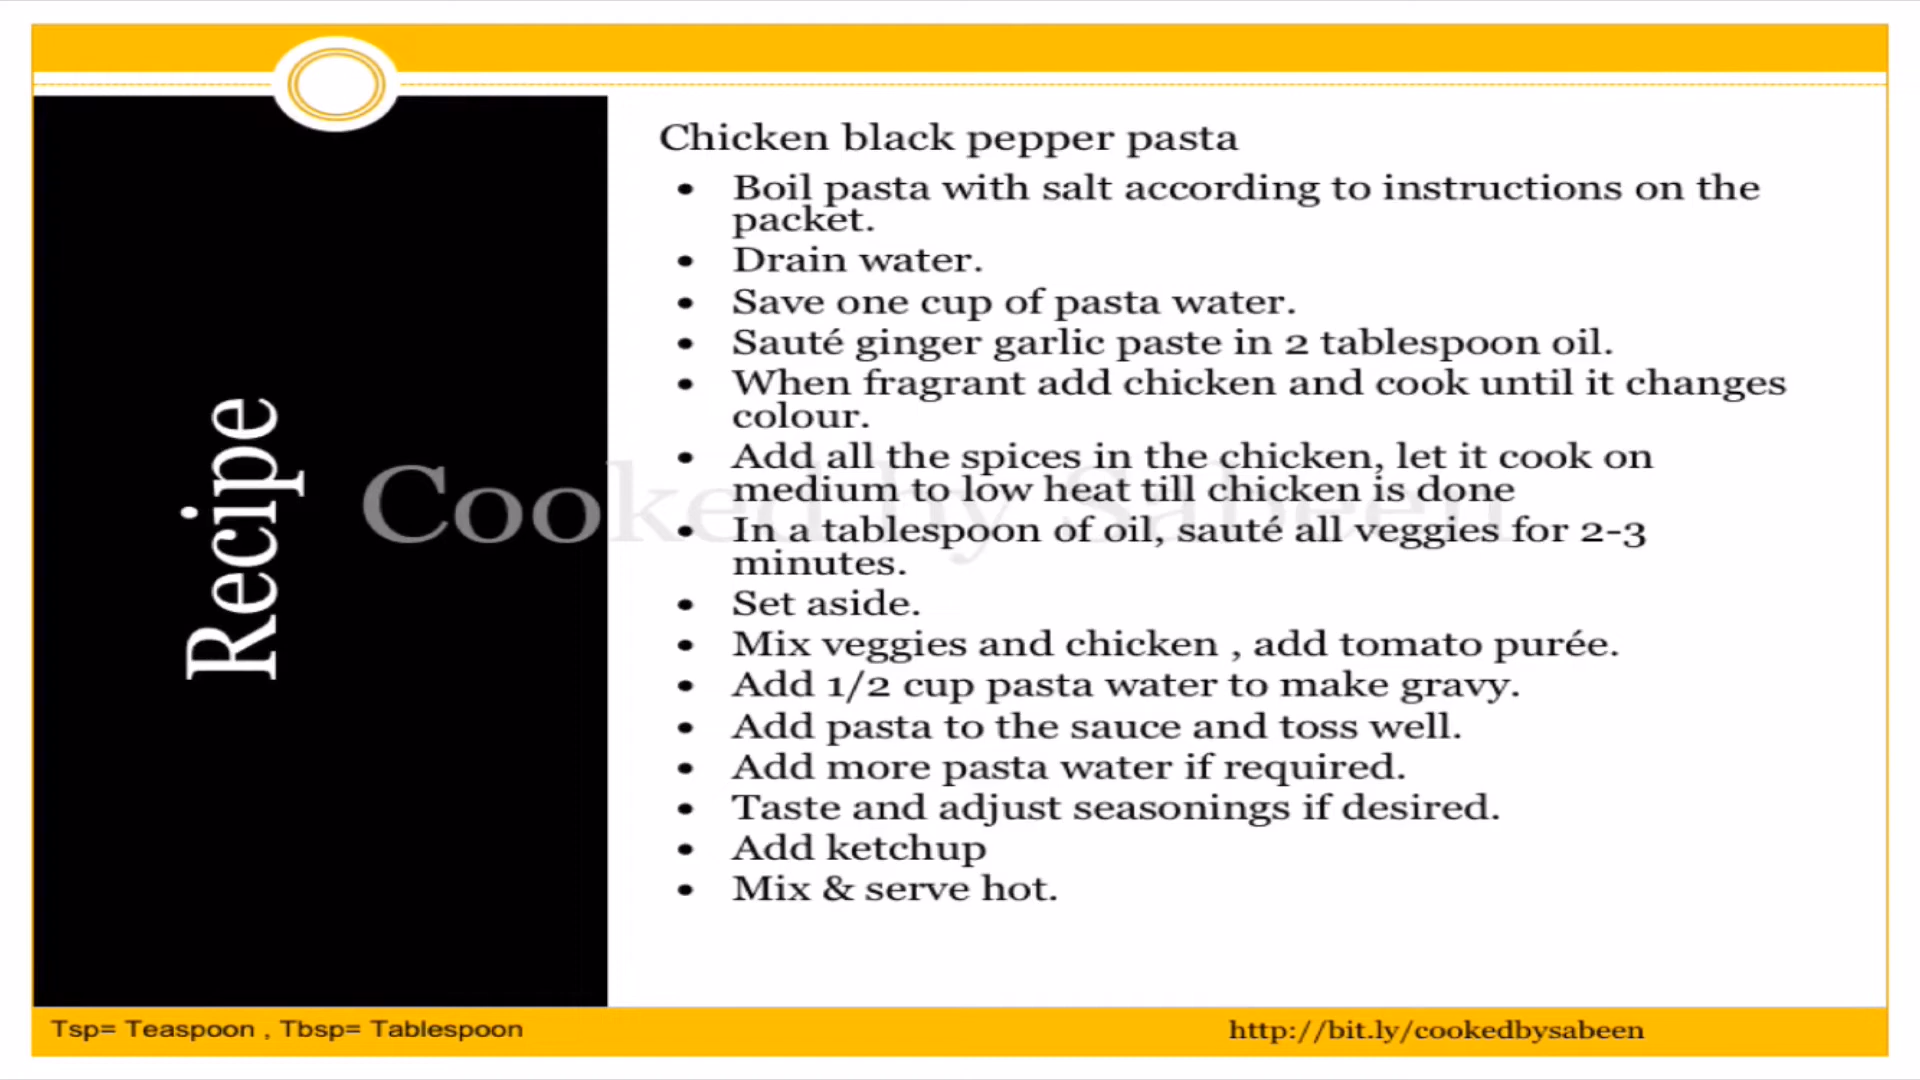 Chicken black pepper pasta
• Boil pasta with salt according to instructions on the
packet.
• Drain water.
• Save one cup of pasta water.
• Sauté ginger garlic paste in 2 tablespoon oil.
• When fragrant add chicken and cook until it changes
colour.
• Add all the spices in the chicken, let it cook on
medium to low heat till chicken is done
• In a tablespoon of oil, sauté all veggies for 2-3
minutes.
• Set aside.
• Mix veggies and chicken , add tomato purée.
• Add 1/2 cup pasta water to make gravy.
• Add pasta to the sauce and toss well.
• Add more pasta water if required.
• Taste and adjust seasonings if desired.
• Add ketchup
• Mix & serve hot.
Recipe
Cooked by Sabeen
Tsp= Teaspoon , Tbsp= Tablespoon
http://bit.ly/cookedbysabeen